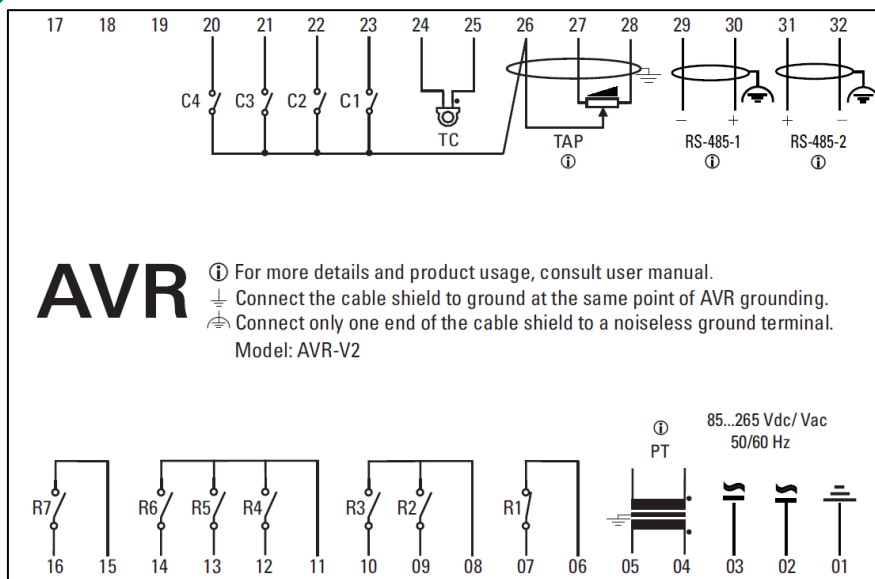 17 18 19 20 21 22 23 24 25 26 27 28 29 30 31 32
C4 C3 C2 C1
− + + −
TC TAP RS-485-1 RS-485-2
ⓘ ⓘ ⓘ
AVR
ⓘ For more details and product usage, consult user manual.
Connect the cable shield to ground at the same point of AVR grounding.
Connect only one end of the cable shield to a noiseless ground terminal.
Model: AVR-V2
85...265 Vdc/ Vac
50/60 Hz
ⓘ
PT
R7 R6 R5 R4 R3 R2 R1
16 15 14 13 12 11 10 09 08 07 06 05 04 03 02 01